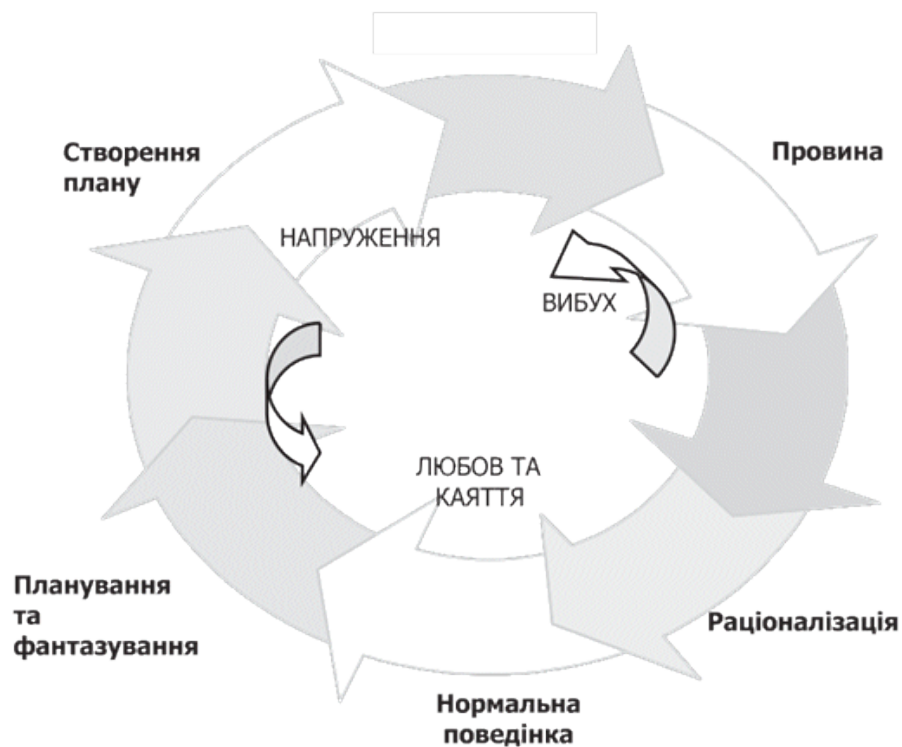 Створення
плану
Провина
НАПРУЖЕННЯ
ВИБУХ
ЛЮБОВ ТА
КАЯТТЯ
Планування
та
фантазування
Раціоналізація
Нормальна
поведінка